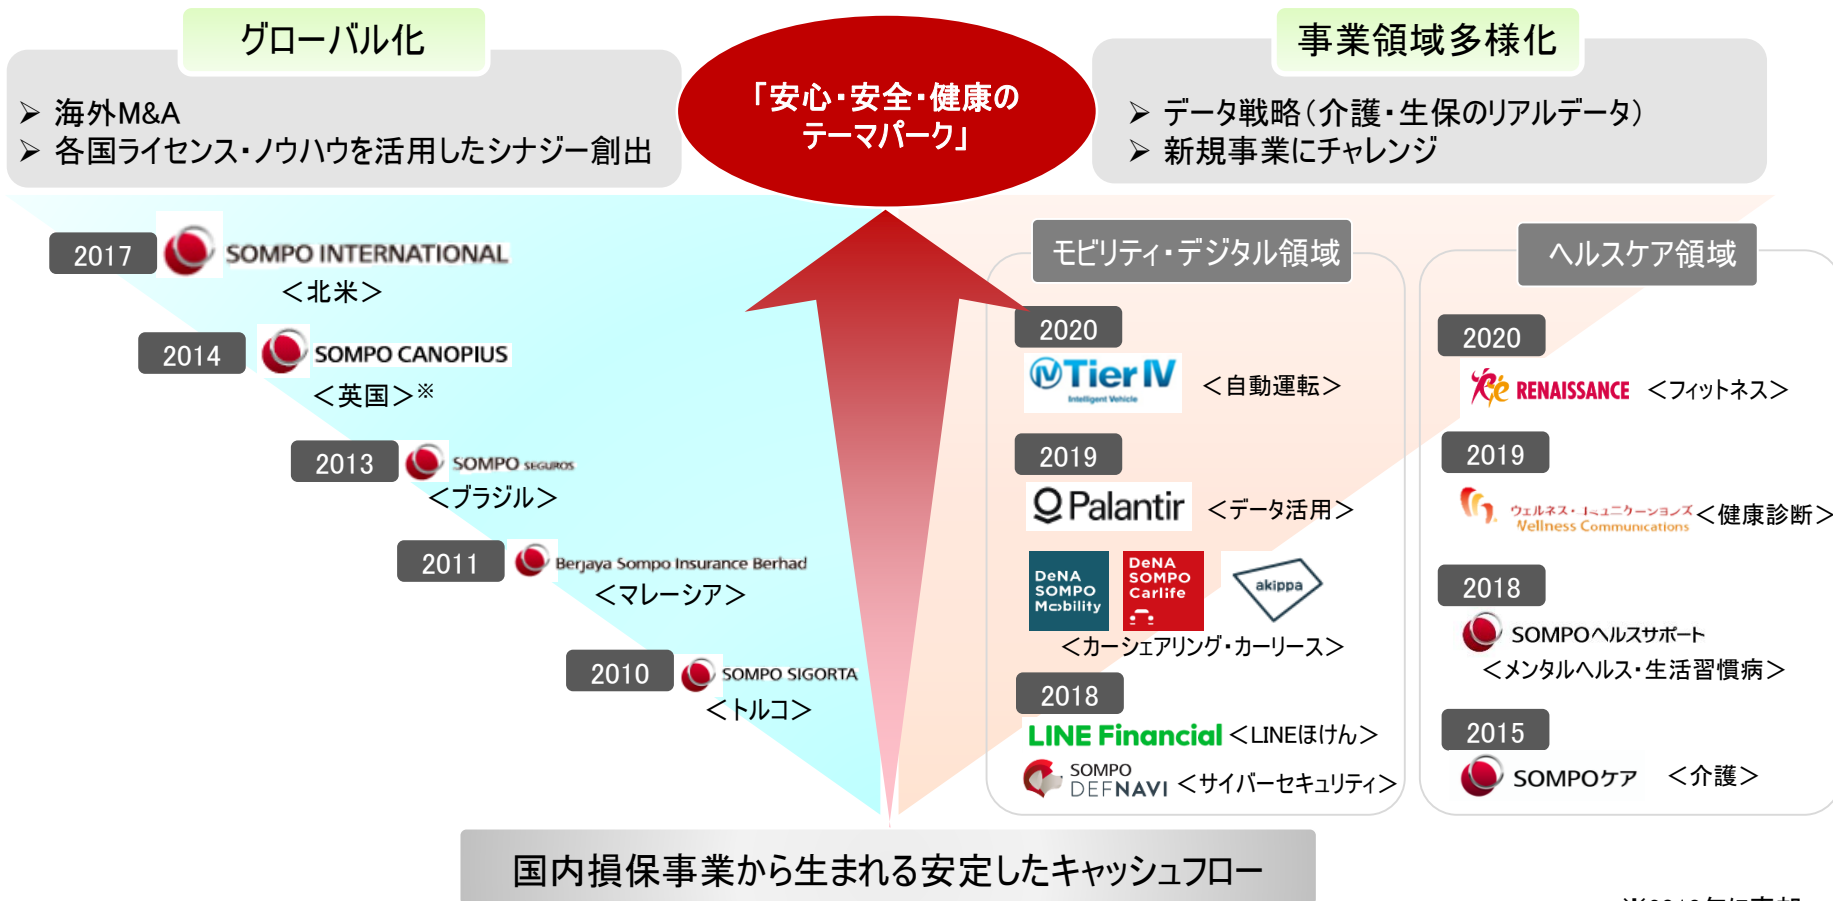 グローバル化
➢ 海外M&A
➢ 各国ライセンス・ノウハウを活用したシナジー創出
「安心・安全・健康の
テーマパーク」
事業領域多様化
➢ データ戦略（介護・生保のリアルデータ）
➢ 新規事業にチャレンジ
2017 SOMPO INTERNATIONAL
＜北米＞
2014 SOMPO CANOPIUS
＜英国＞※
2013 SOMPO SEGUROS
＜ブラジル＞
2011 Berjaya Sompo Insurance Berhad
＜マレーシア＞
2010 SOMPO SIGORTA
＜トルコ＞
モビリティ・デジタル領域
2020
Tier IV ＜自動運転＞
Intelligent Vehicle
2019
Palantir ＜データ活用＞
DeNA
SOMPO
Mobility
DeNA
SOMPO
Carlife
akippa
＜カーシェアリング・カーリース＞
2018
LINE Financial ＜LINEほけん＞
SOMPO
DEFNAVI ＜サイバーセキュリティ＞
ヘルスケア領域
2020
RENAISSANCE ＜フィットネス＞
2019
ウェルネス・コミュニケーションズ ＜健康診断＞
Wellness Communications
2018
SOMPOヘルスサポート
＜メンタルヘルス・生活習慣病＞
2015
SOMPOケア ＜介護＞
国内損保事業から生まれる安定したキャッシュフロー